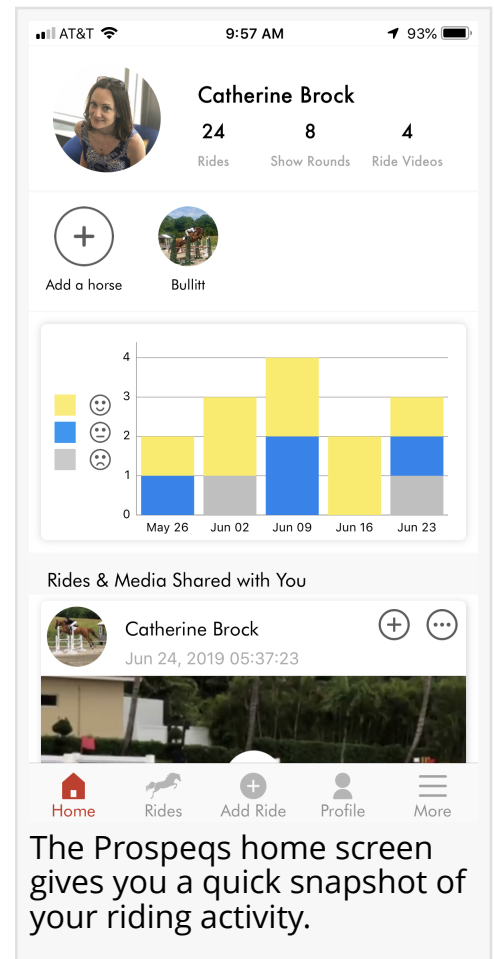 AT&T 9:57 AM 93%
Catherine Brock
24 8 4
Rides Show Rounds Ride Videos
Add a horse Bullitt
4
3
2
1
0
May 26 Jun 02 Jun 09 Jun 16 Jun 23
Rides & Media Shared with You
Catherine Brock
Jun 24, 2019 05:37:23
Home Rides Add Ride Profile More
The Prospeqs home screen
gives you a quick snapshot of
your riding activity.